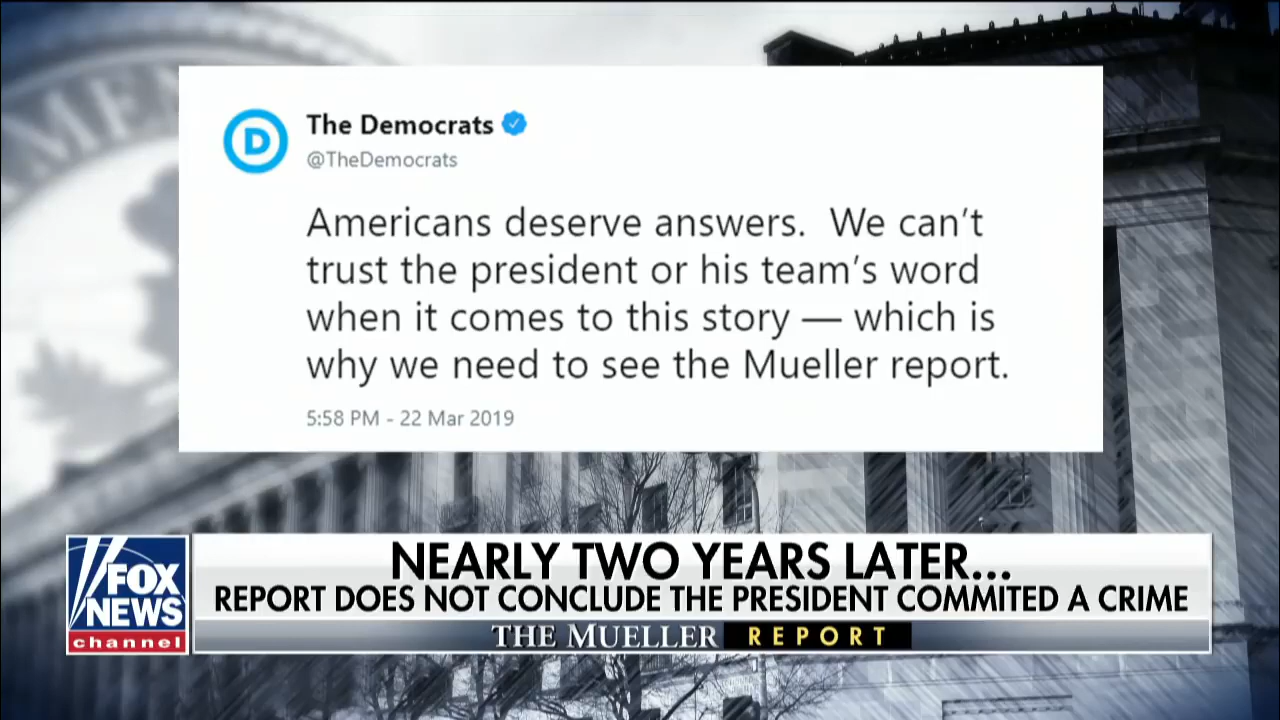 The Democrats
@TheDemocrats
Americans deserve answers. We can't
trust the president or his team's word
when it comes to this story — which is
why we need to see the Mueller report.
5:58 PM - 22 Mar 2019
NEARLY TWO YEARS LATER...
REPORT DOES NOT CONCLUDE THE PRESIDENT COMMITED A CRIME
THE MUELLER REPORT
FOX
NEWS
channel